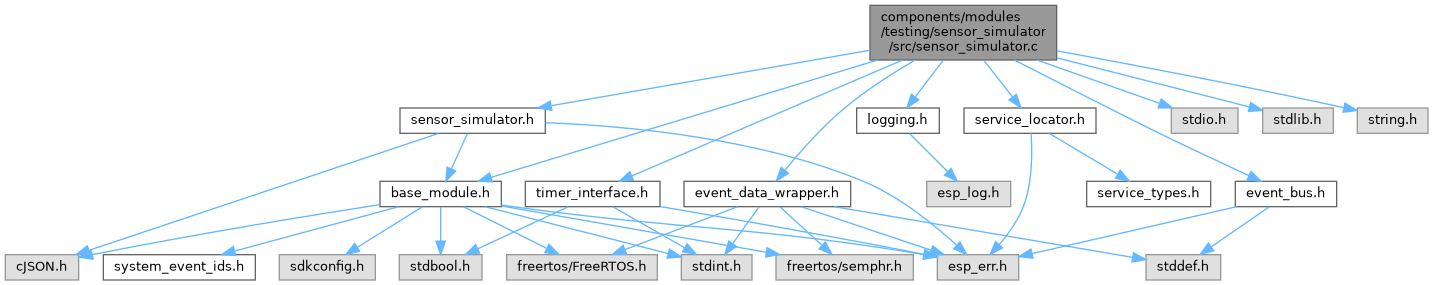 components/modules
/testing/sensor_simulator
/src/sensor_simulator.c
sensor_simulator.h
logging.h
service_locator.h
stdio.h
stdlib.h
string.h
base_module.h
timer_interface.h
event_data_wrapper.h
esp_log.h
service_types.h
event_bus.h
cJSON.h
system_event_ids.h
sdkconfig.h
stdbool.h
freertos/FreeRTOS.h
stdint.h
freertos/semphr.h
esp_err.h
stddef.h